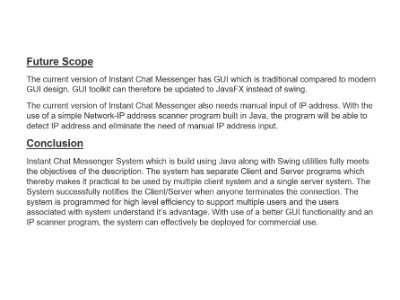 Future Scope
The current version of Instant Chat Messenger has GUI which is traditional compared to modern
GUI design. GUI toolkit can therefore be updated to JavaFX instead of swing.
The current version of Instant Chat Messenger also needs manual input of IP address. With the
use of a simple Network-IP address scanner program built in Java, the program will be able to
detect IP address and eliminate the need of manual IP address input.
Conclusion
Instant Chat Messenger System which is build using Java along with Swing utilities fully meets
the objectives of the description. The system has separate Client and Server programs which
thereby makes it practical to be used by multiple client system and a single server system. The
System successfully notifies the Client/Server when anyone terminates the connection. The
system is programmed for high level efficiency to support multiple users and the users
associated with system understand it's advantage. With use of a better GUI functionality and an
IP scanner program, the system can effectively be deployed for commercial use.